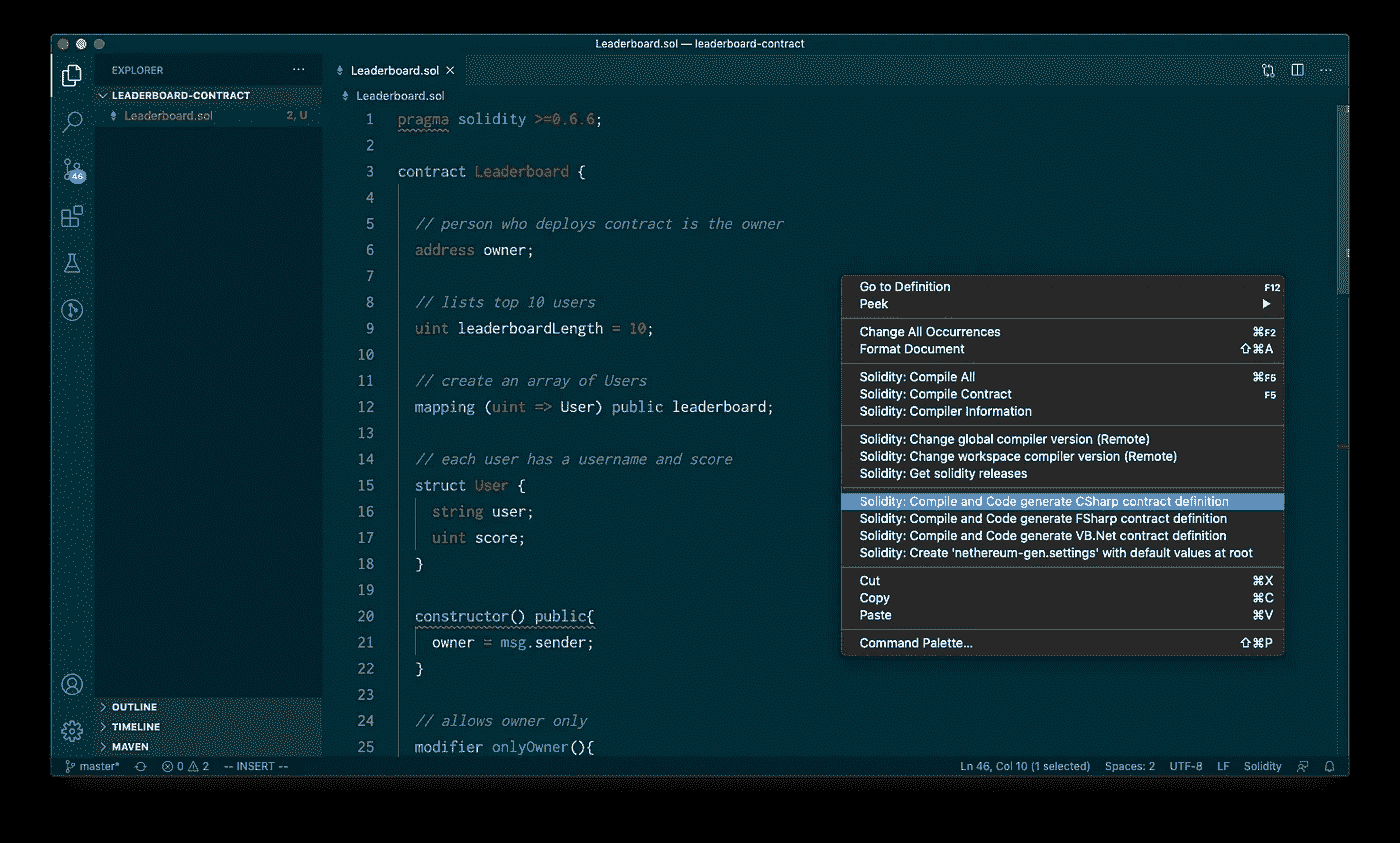 Leaderboard.sol — leaderboard-contract
EXPLORER
LEADERBOARD-CONTRACT
Leaderboard.sol 2, U
46
OUTLINE
TIMELINE
MAVEN
Leaderboard.sol
Leaderboard.sol
1 pragma solidity >=0.6.6;
2
3 contract Leaderboard {
4
5 // person who deploys contract is the owner
6 address owner;
7
8 // lists top 10 users
9 uint leaderboardLength = 10;
10
11 // create an array of Users
12 mapping (uint => User) public leaderboard;
13
14 // each user has a username and score
15 struct User {
16 string user;
17 uint score;
18 }
19
20 constructor() public{
21 owner = msg.sender;
22 }
23
24 // allows owner only
25 modifier onlyOwner(){
Go to Definition F12
Peek
Change All Occurrences ⌘F2
Format Document ⇧⌘A
Solidity: Compile All ⌘F5
Solidity: Compile Contract F5
Solidity: Compiler Information
Solidity: Change global compiler version (Remote)
Solidity: Change workspace compiler version (Remote)
Solidity: Get solidity releases
Solidity: Compile and Code generate CSharp contract definition
Solidity: Compile and Code generate FSharp contract definition
Solidity: Compile and Code generate VB.Net contract definition
Solidity: Create 'nethereum-gen.settings' with default values at root
Cut ⌘X
Copy ⌘C
Paste ⌘V
Command Palette... ⇧⌘P
master* 0 2 -- INSERT -- Ln 46, Col 10 (1 selected) Spaces: 2 UTF-8 LF Solidity